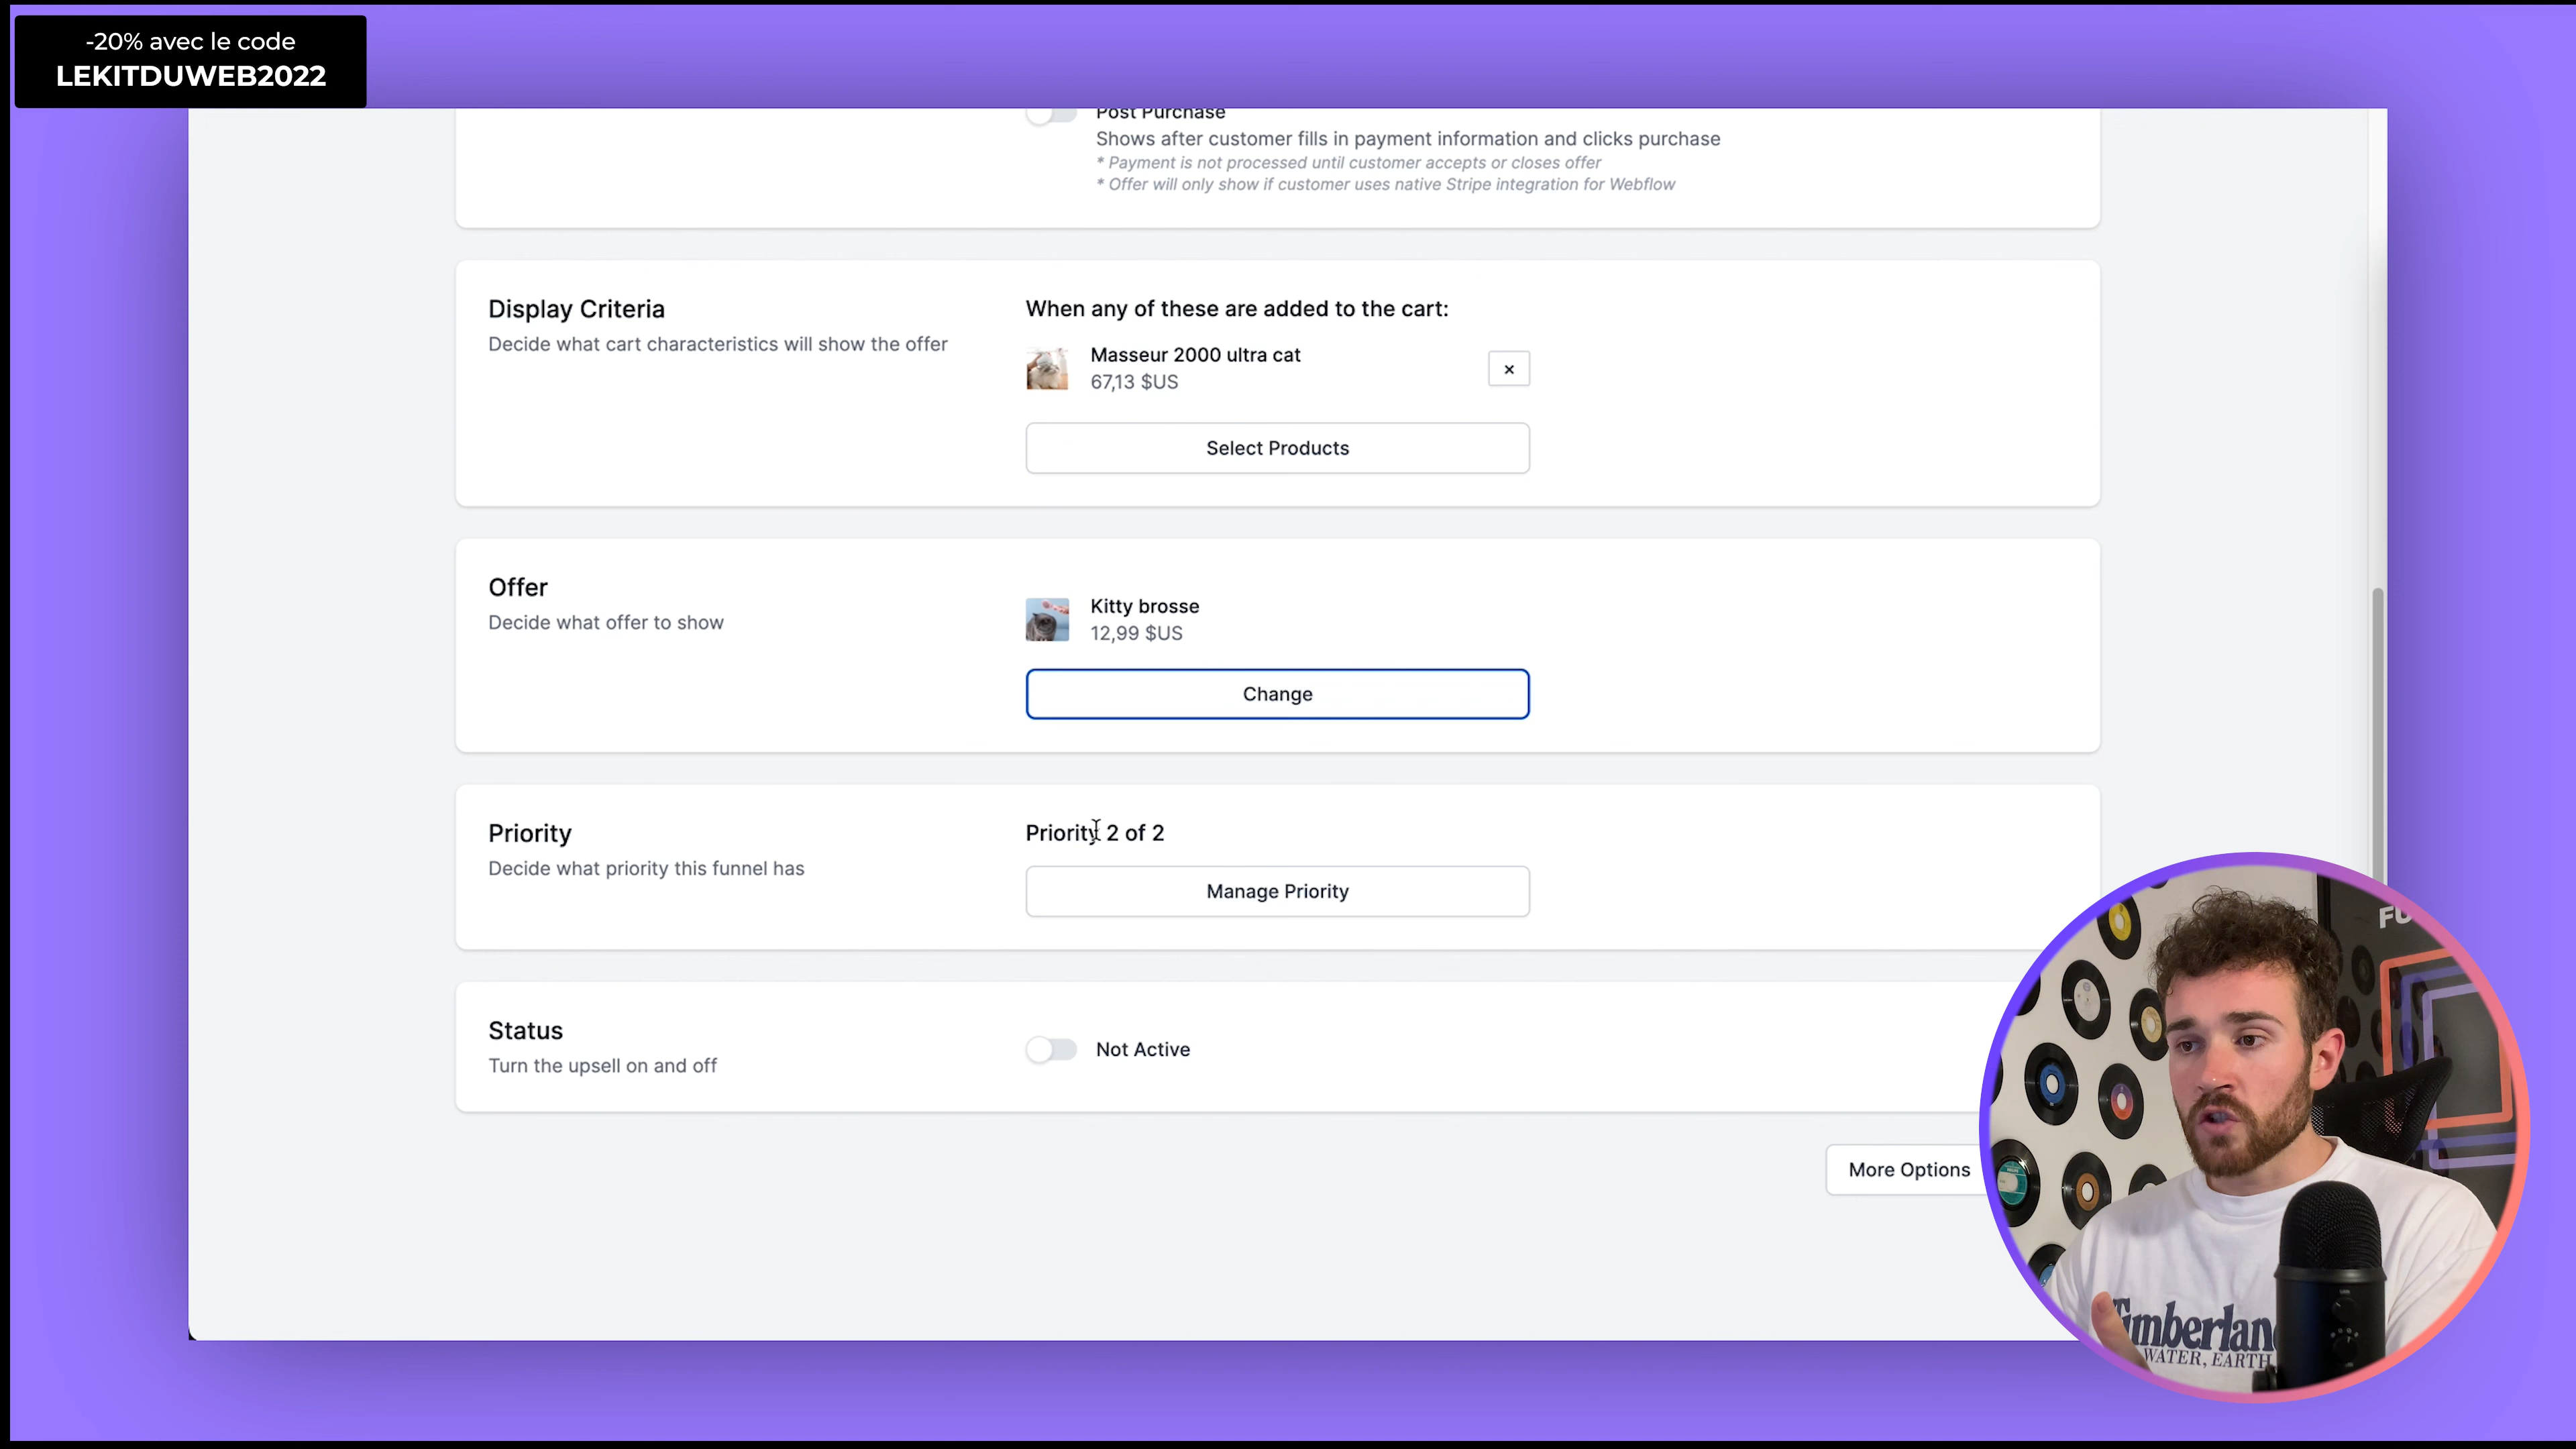 -20% avec le code
LEKITDUWEB2022
Post Purchase
Shows after customer fills in payment information and clicks purchase
* Payment is not processed until customer accepts or closes offer
* Offer will only show if customer uses native Stripe integration for Webflow
Display Criteria
Decide what cart characteristics will show the offer
When any of these are added to the cart:
Masseur 2000 ultra cat
67,13 $US
×
Select Products
Offer
Decide what offer to show
Kitty brosse
12,99 $US
Change
Priority
Decide what priority this funnel has
Priority 2 of 2
Manage Priority
Status
Turn the upsell on and off
Not Active
More Options
FU
Timberlan
WATER, EARTH